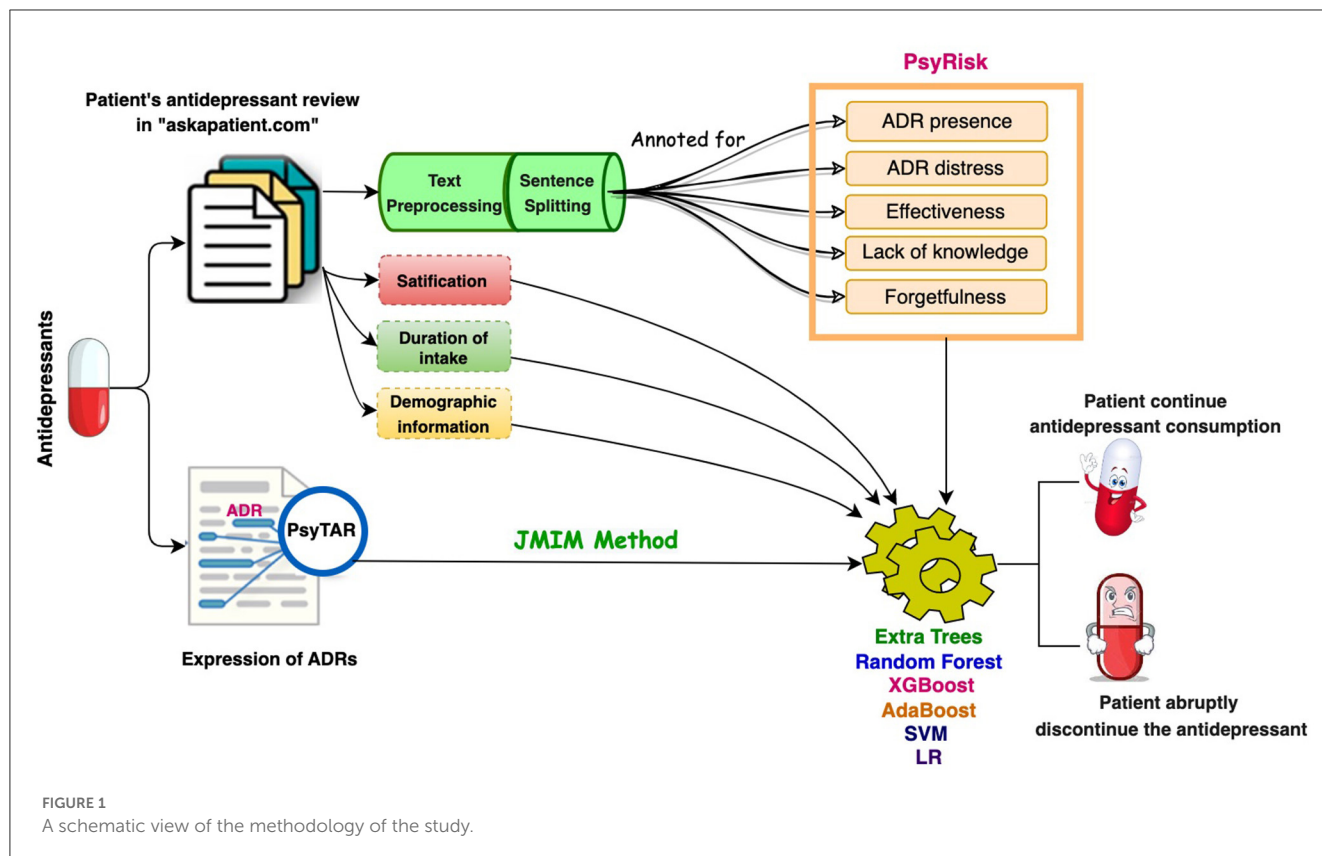 PsyRisk
Patient's antidepressant review
in "askapatient.com"
Annoted for
ADR presence
ADR distress
Effectiveness
Lack of knowledge
Forgetfulness
Text
Preprocessing
Sentence
Splitting
Satification
Duration of
intake
Demographic
information
Antidepressants
ADR
PsyTAR
Expression of ADRs
JMIM Method
Extra Trees
Random Forest
XGBoost
AdaBoost
SVM
LR
Patient continue
antidepressant consumption
Patient abruptly
discontinue the antidepressant
FIGURE 1
A schematic view of the methodology of the study.